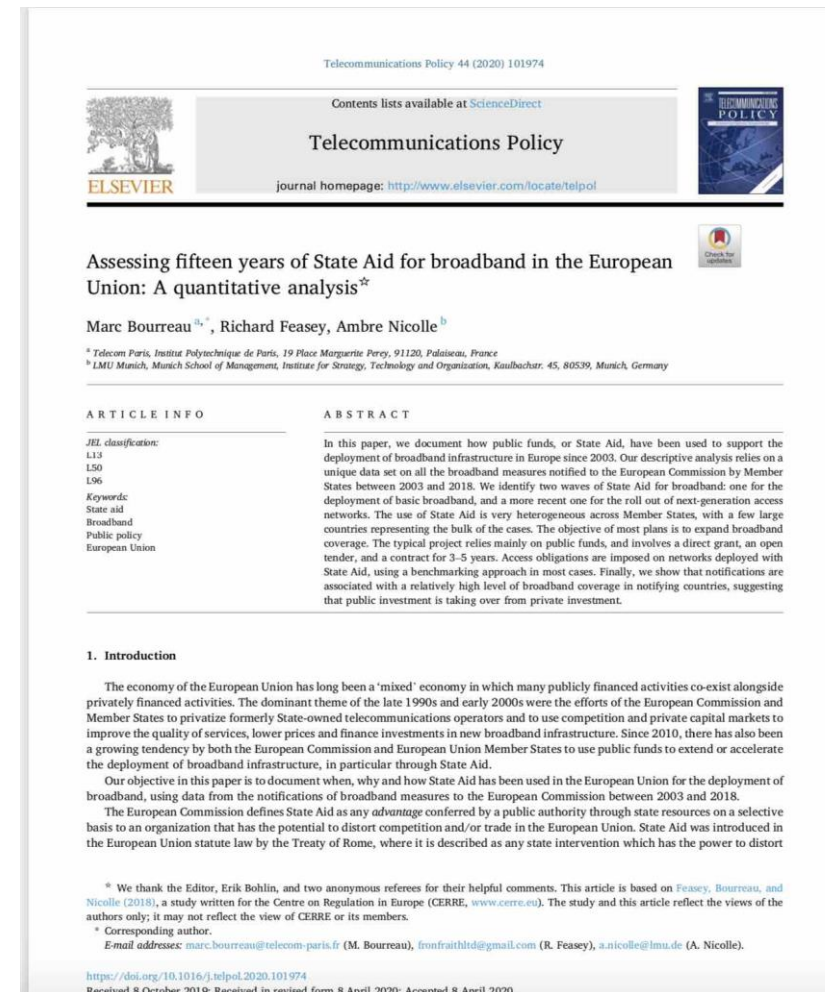 Telecommunications Policy 44 (2020) 101974
Contents lists available at ScienceDirect
Telecommunications Policy
journal homepage: http://www.elsevier.com/locate/telpol
ELSEVIER
TELECOMMUNICATIONS
POLICY
Check for
updates
Assessing fifteen years of State Aid for broadband in the European
Union: A quantitative analysis☆
Marc Bourreau a,*, Richard Feasey, Ambre Nicolle b
a Telecom Paris, Institut Polytechnique de Paris, 19 Place Marguerite Perey, 91120, Palaiseau, France
b LMU Munich, Munich School of Management, Institute for Strategy, Technology and Organization, Kaulbachstr. 45, 80539, Munich, Germany
ARTICLE INFO
JEL classification:
L13
L50
L96
Keywords:
State aid
Broadband
Public policy
European Union
ABSTRACT
In this paper, we document how public funds, or State Aid, have been used to support the
deployment of broadband infrastructure in Europe since 2003. Our descriptive analysis relies on a
unique data set on all the broadband measures notified to the European Commission by Member
States between 2003 and 2018. We identify two waves of State Aid for broadband: one for the
deployment of basic broadband, and a more recent one for the roll out of next-generation access
networks. The use of State Aid is very heterogeneous across Member States, with a few large
countries representing the bulk of the cases. The objective of most plans is to expand broadband
coverage. The typical project relies mainly on public funds, and involves a direct grant, an open
tender, and a contract for 3–5 years. Access obligations are imposed on networks deployed with
State Aid, using a benchmarking approach in most cases. Finally, we show that notifications are
associated with a relatively high level of broadband coverage in notifying countries, suggesting
that public investment is taking over from private investment.
1. Introduction
The economy of the European Union has long been a 'mixed' economy in which many publicly financed activities co-exist alongside
privately financed activities. The dominant theme of the late 1990s and early 2000s were the efforts of the European Commission and
Member States to privatize formerly State-owned telecommunications operators and to use competition and private capital markets to
improve the quality of services, lower prices and finance investments in new broadband infrastructure. Since 2010, there has also been
a growing tendency by both the European Commission and European Union Member States to use public funds to extend or accelerate
the deployment of broadband infrastructure, in particular through State Aid.
Our objective in this paper is to document when, why and how State Aid has been used in the European Union for the deployment of
broadband, using data from the notifications of broadband measures to the European Commission between 2003 and 2018.
The European Commission defines State Aid as any advantage conferred by a public authority through state resources on a selective
basis to an organization that has the potential to distort competition and/or trade in the European Union. State Aid was introduced in
the European Union statute law by the Treaty of Rome, where it is described as any state intervention which has the power to distort
☆ We thank the Editor, Erik Bohlin, and two anonymous referees for their helpful comments. This article is based on Feasey, Bourreau, and
Nicolle (2018), a study written for the Centre on Regulation in Europe (CERRE, www.cerre.eu). The study and this article reflect the views of the
authors only; it may not reflect the view of CERRE or its members.
* Corresponding author.
E-mail addresses: marc.bourreau@telecom-paris.fr (M. Bourreau), fronfraithltd@gmail.com (R. Feasey), a.nicolle@lmu.de (A. Nicolle).
https://doi.org/10.1016/j.telpol.2020.101974
Received 8 October 2019; Received in revised form 8 April 2020; Accepted 8 April 2020